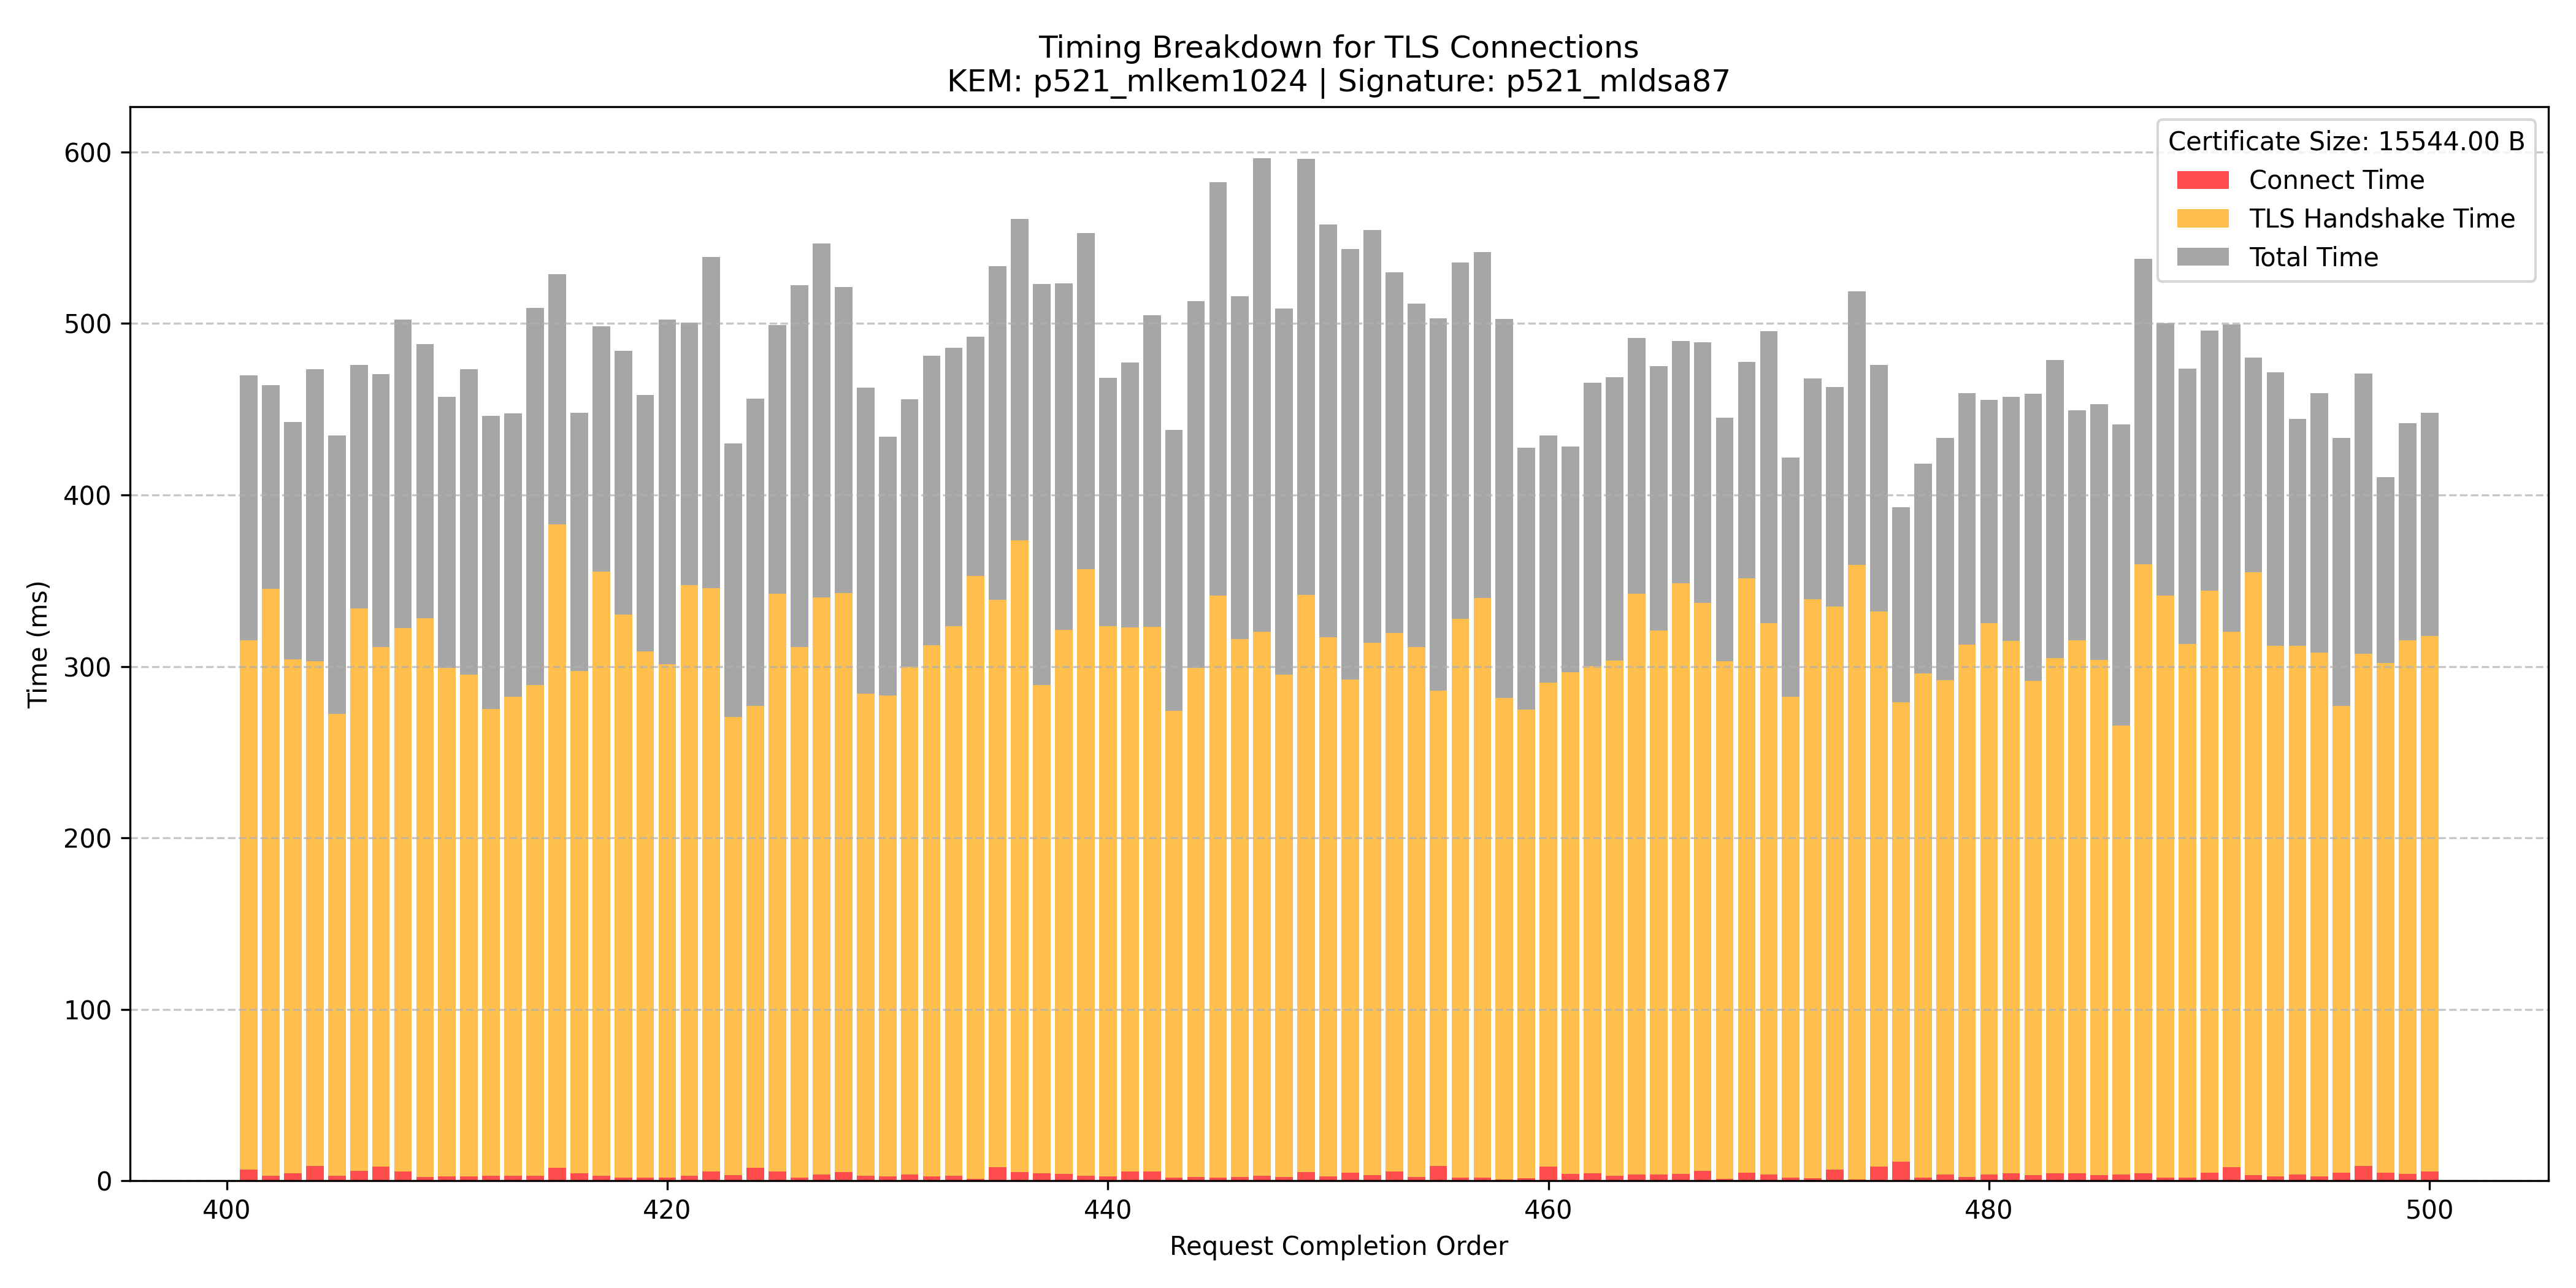 Timing Breakdown for TLS Connections
KEM: p521_mlkem1024 | Signature: p521_mldsa87
Certificate Size: 15544.00 B
Connect Time
TLS Handshake Time
Total Time
Time (ms)
600
500
400
300
200
100
0
400 420 440 460 480 500
Request Completion Order